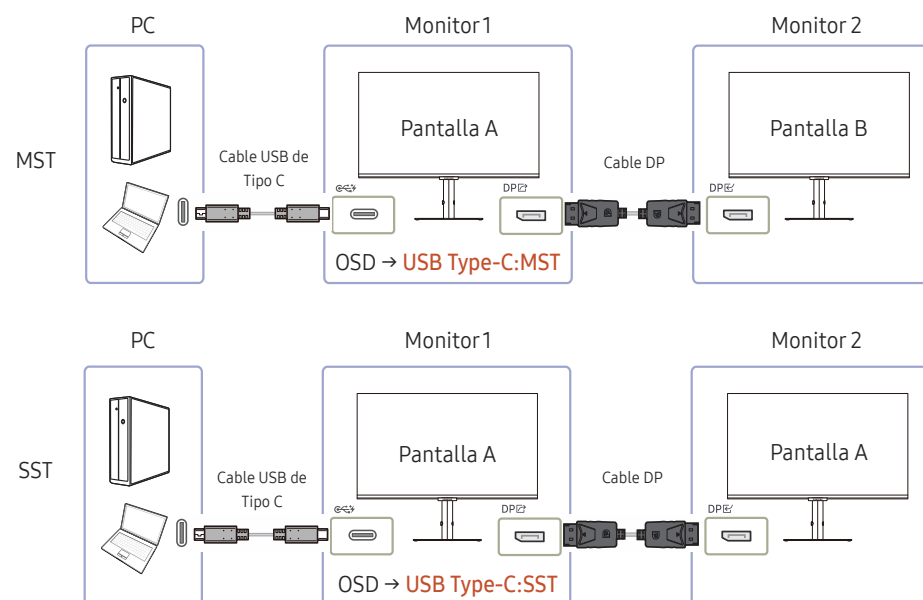 PC
Monitor 1
Monitor 2
MST
Cable USB de
Tipo C
Pantalla A
Cable DP
Pantalla B
DP
DP
OSD → USB Type-C:MST
PC
Monitor 1
Monitor 2
SST
Cable USB de
Tipo C
Pantalla A
Cable DP
Pantalla A
DP
DP
OSD → USB Type-C:SST